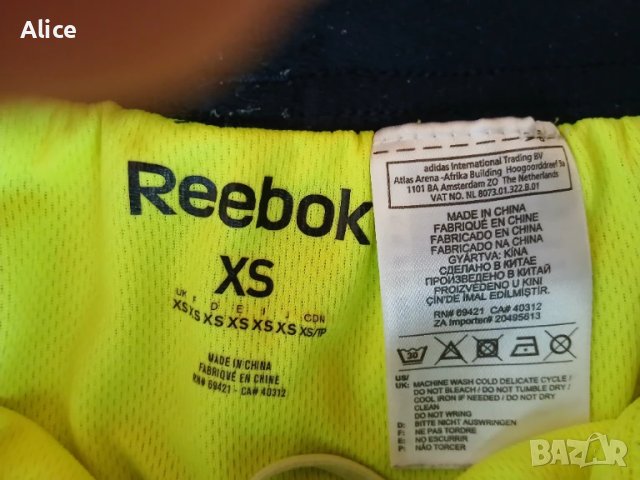 Alice
Reebok
XS
UK F D E I J CDN
XS XS XS XS XS XS XS/TP
MADE IN CHINA
FABRIQUÉ EN CHINE
RN# 69421 - CA# 40312
adidas International Trading BV
Atlas Arena -Afrika Building Hoogoorddreef 9a
1101 BA Amsterdam ZO The Netherlands
VAT NO. NL 8073.01.322.B.01
MADE IN CHINA
FABRICADO EN CHINA
FABRICADO NA CHINA
GYÁRTVA: KÍNA
СДЕЛАНО В КИТАЕ
ПРОИЗВЕДЕНО В КИТАЙ
PROIZVEDENO U KINI
ÇİN'DE İMAL EDİLMİŞTİR.
RN# 69421 CA# 40312
ZA Importer# 20495613
30
US/
UK: MACHINE WASH COLD DELICATE CYCLE /
DO NOT BLEACH / DO NOT TUMBLE DRY /
COOL IRON IF NEEDED / DO NOT DRY
CLEAN
DO NOT WRING
D: BITTE NICHT AUSWRINGEN
F: NE PAS TORDRE
E: NO ESCURRIR
P: NÃO TORCER
BAZAR
bg